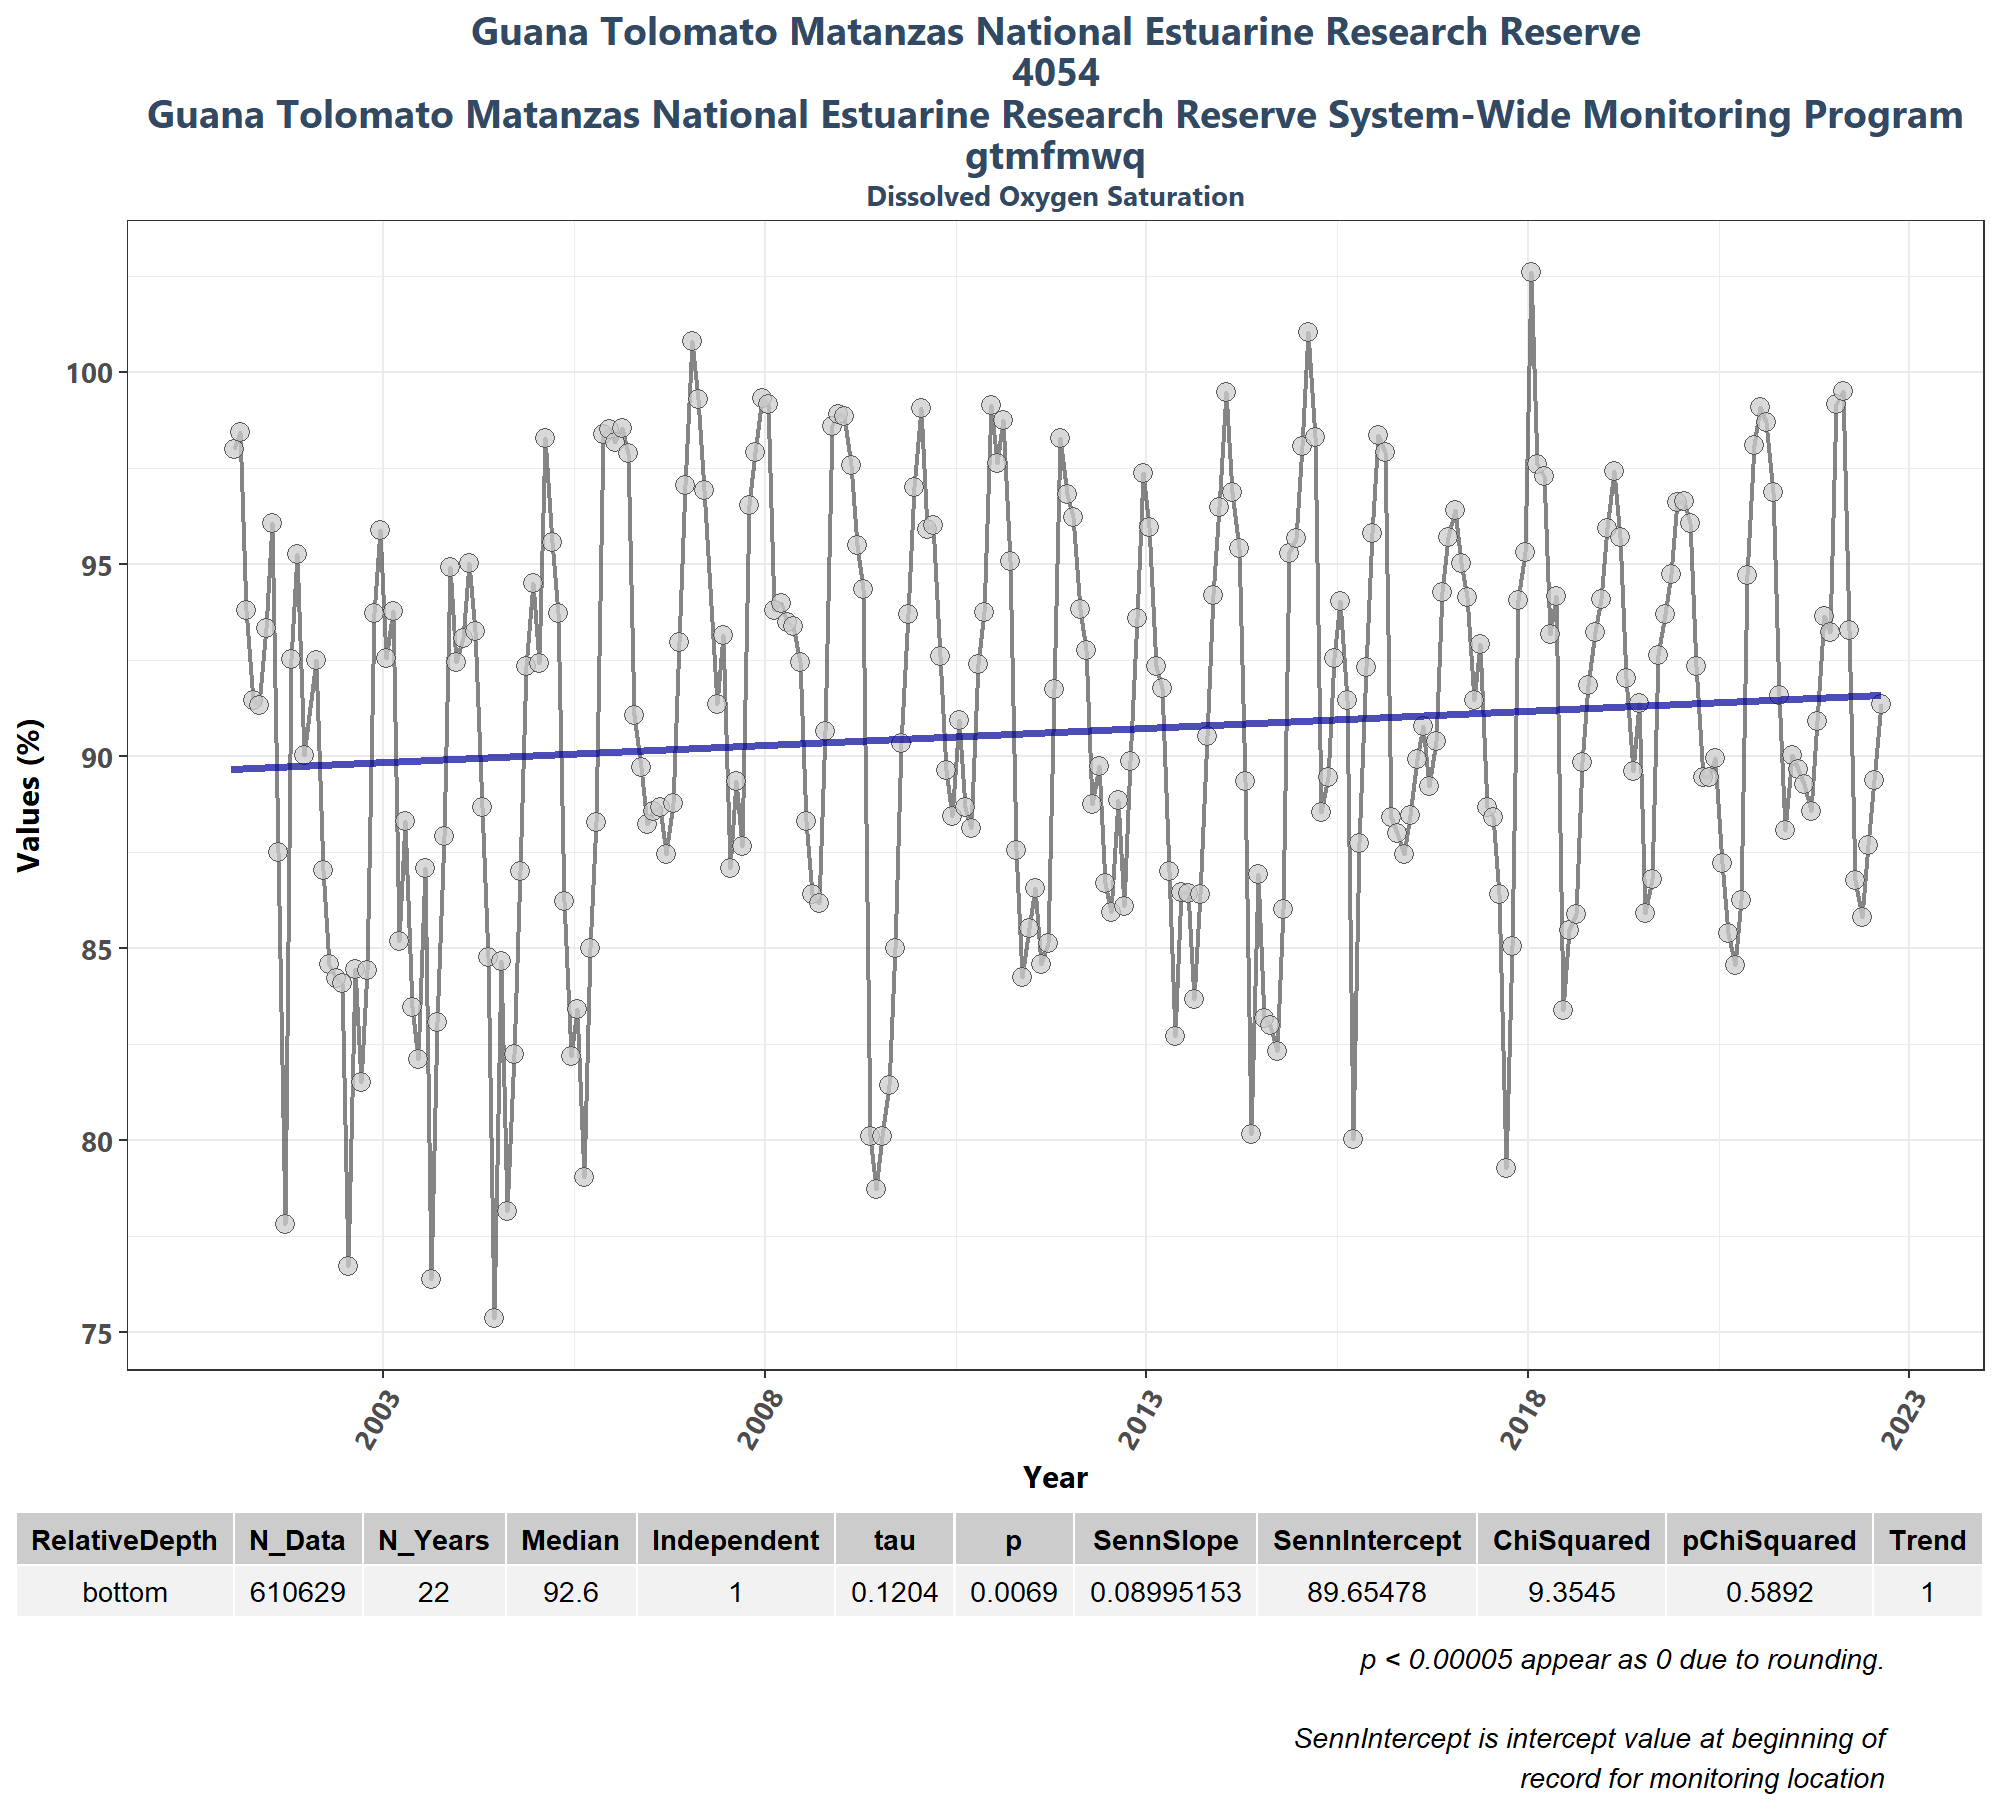 Guana Tolomato Matanzas National Estuarine Research Reserve
4054
Guana Tolomato Matanzas National Estuarine Research Reserve System-Wide Monitoring Program
gtmfmwq
Dissolved Oxygen Saturation
Values (%)
100
95
90
85
80
75
2003
2008
2013
2018
2023
Year
RelativeDepth N_Data N_Years Median Independent tau p SennSlope SennIntercept ChiSquared pChiSquared Trend
bottom 610629 22 92.6 1 0.1204 0.0069 0.08995153 89.65478 9.3545 0.5892 1
p < 0.00005 appear as 0 due to rounding.
SennIntercept is intercept value at beginning of
record for monitoring location